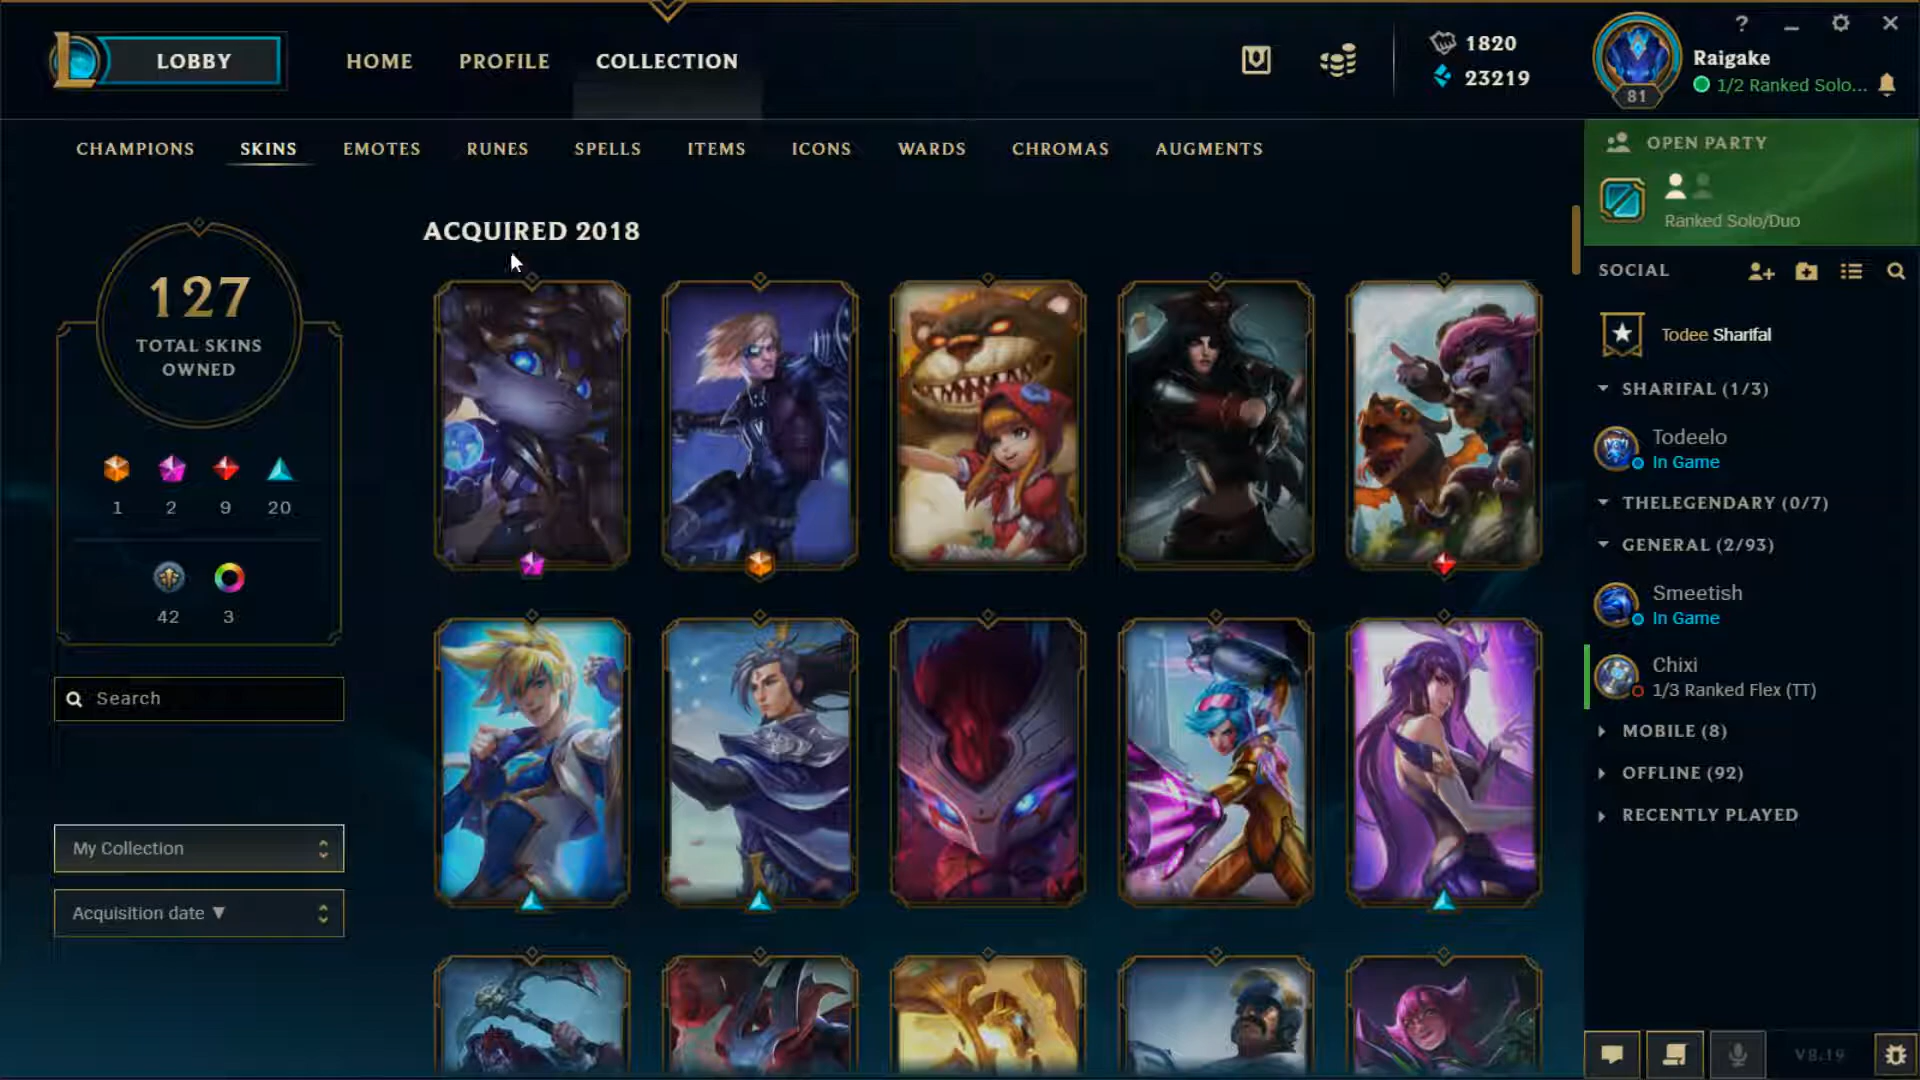 LOBBY
HOME
PROFILE
COLLECTION
1820
23219
?
81
Raigake
1/2 Ranked Solo...
CHAMPIONS
SKINS
EMOTES
RUNES
SPELLS
ITEMS
ICONS
WARDS
CHROMAS
AUGMENTS
127
TOTAL SKINS
OWNED
1
2
9
20
42
3
Search
My Collection
Acquisition date ▼
ACQUIRED 2018
OPEN PARTY
Ranked Solo/Duo
SOCIAL
Todee Sharifal
SHARIFAL (1/3)
Todeelo
In Game
THELEGENDARY (0/7)
GENERAL (2/93)
Smeetish
In Game
Chixi
1/3 Ranked Flex (TT)
MOBILE (8)
OFFLINE (92)
RECENTLY PLAYED
V8.19